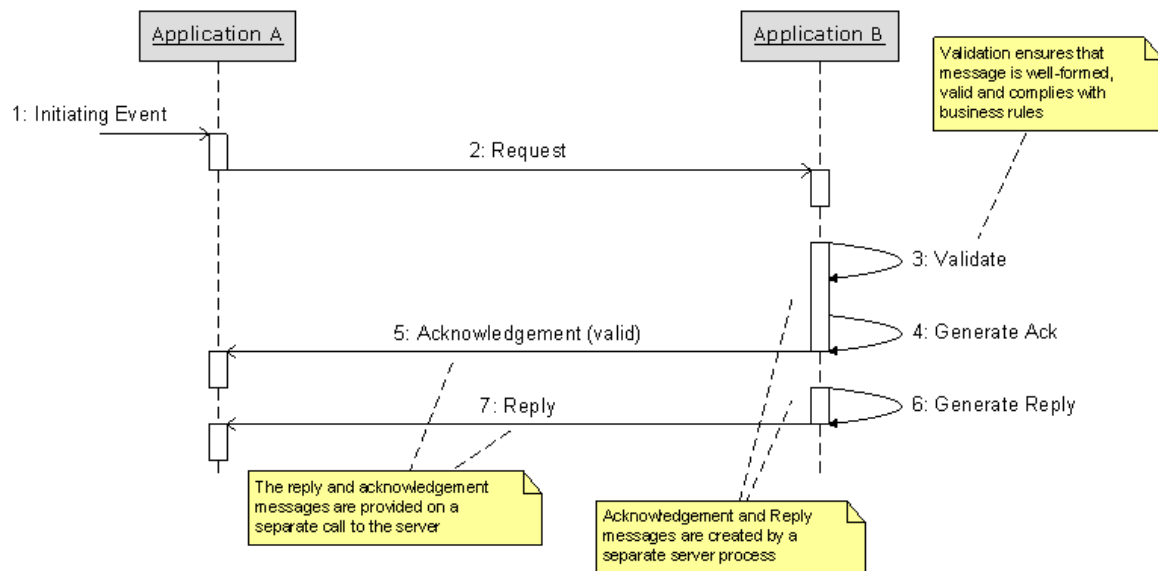 Application A
Application B
Validation ensures that
message is well-formed,
valid and complies with
business rules
1: Initiating Event
2: Request
3: Validate
4: Generate Ack
5: Acknowledgement (valid)
6: Generate Reply
7: Reply
The reply and acknowledgement
messages are provided on a
separate call to the server
Acknowledgement and Reply
messages are created by a
separate server process